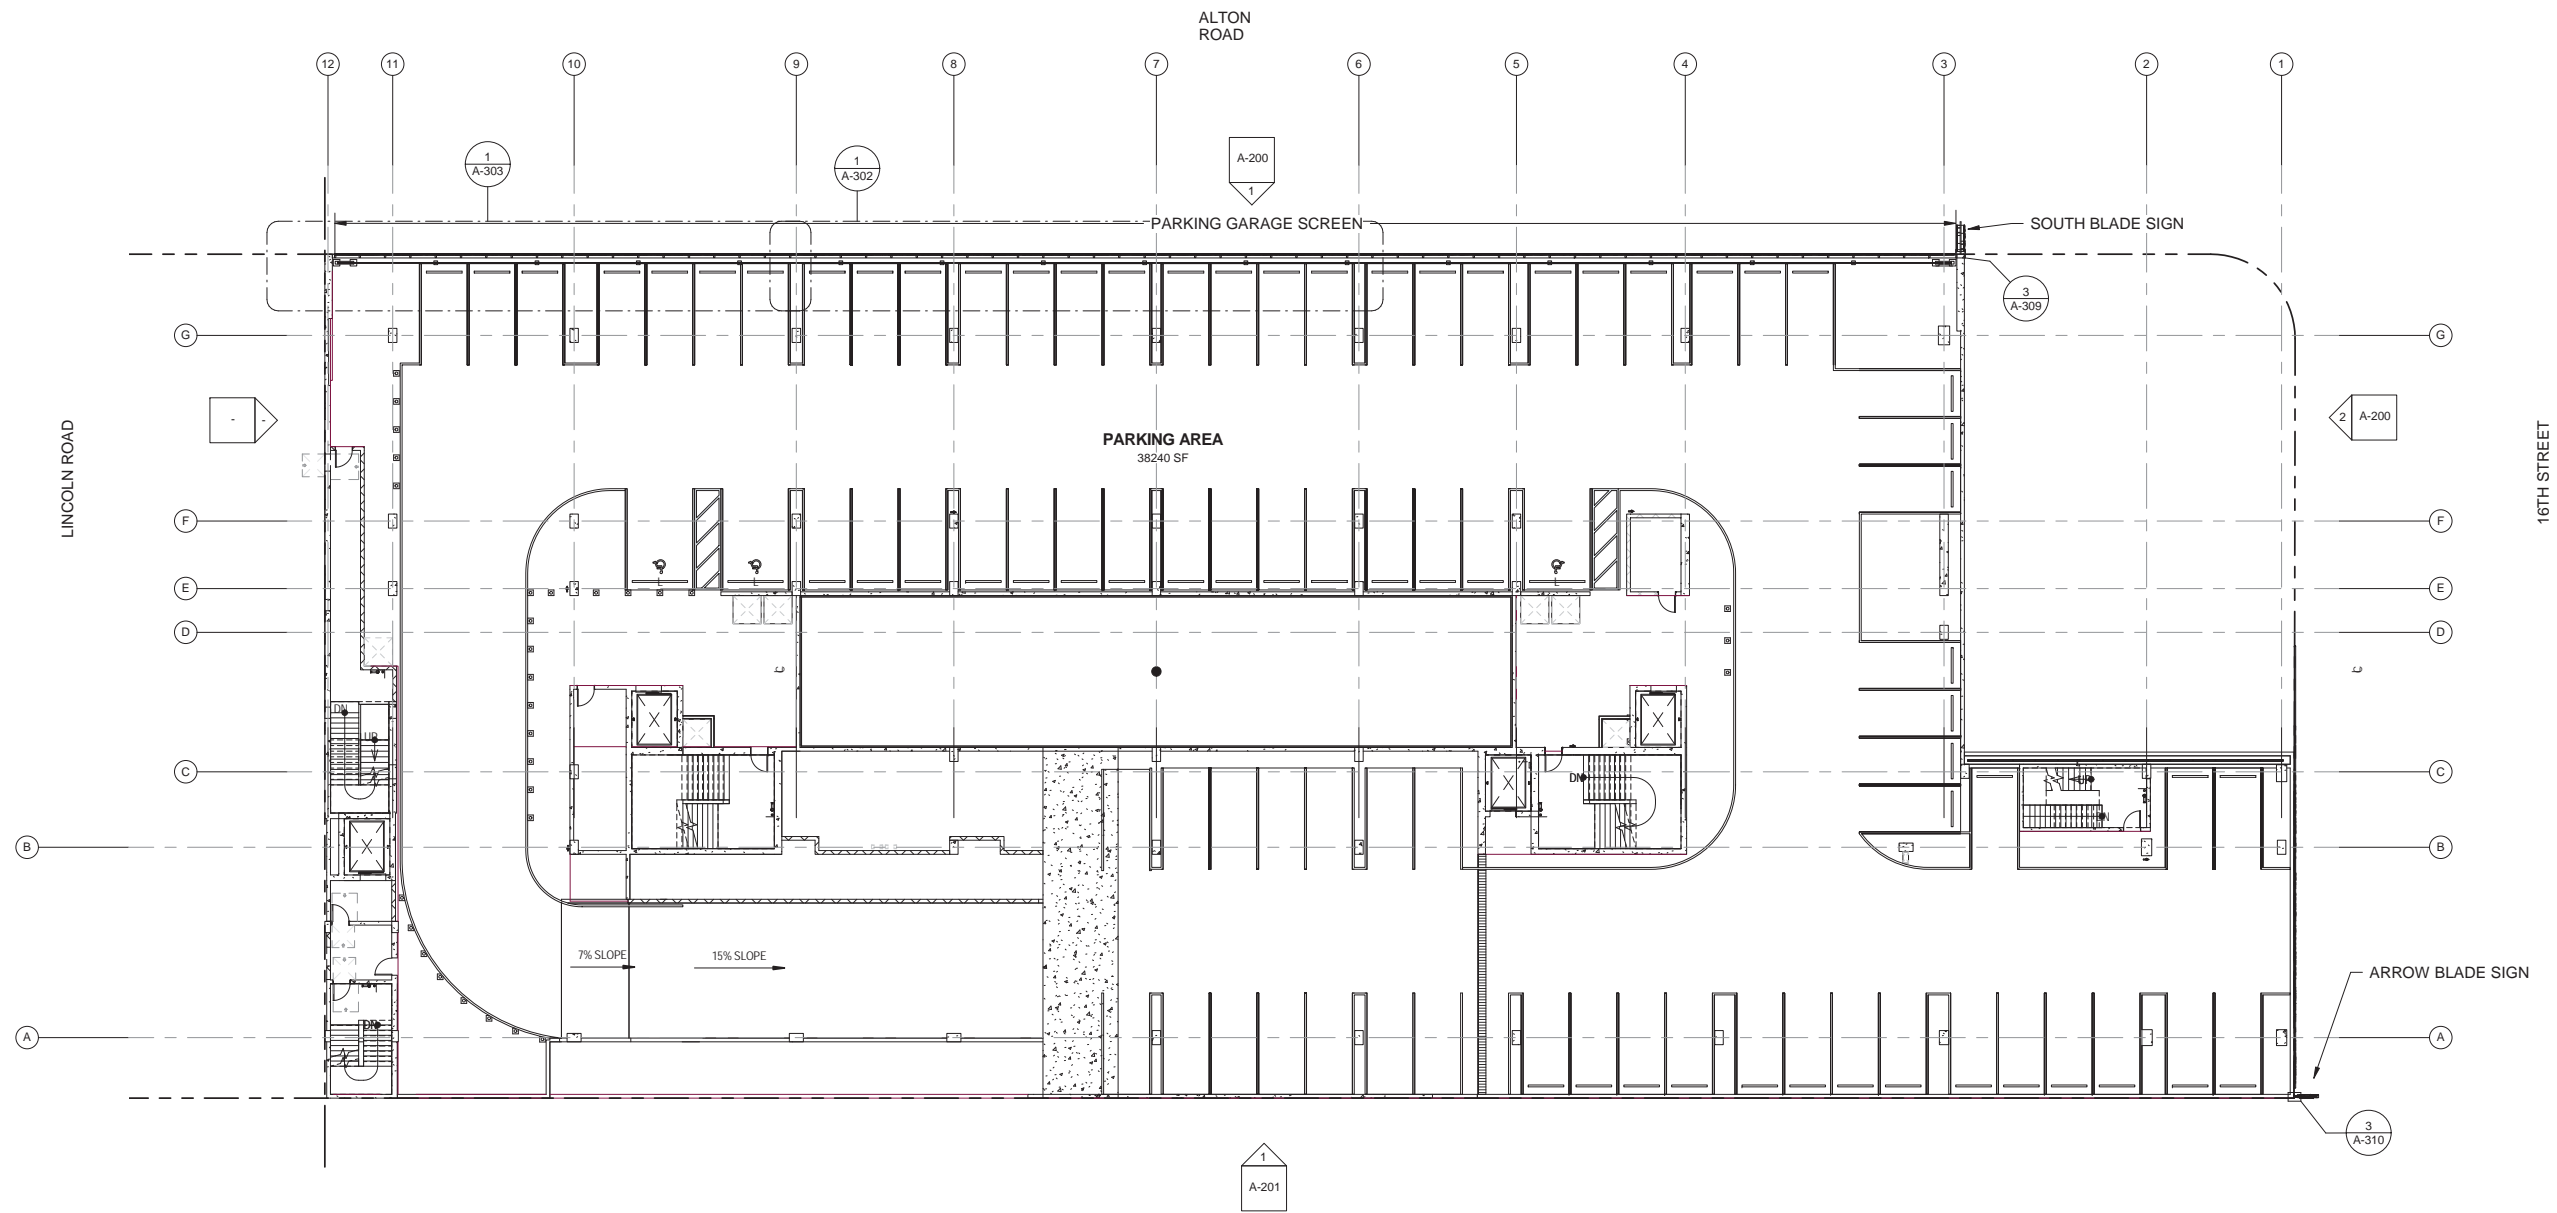 ALTON
ROAD
12 11 10 9 8 7 6 5 4 3 2 1
1
A-303
1
A-302
A-200
1
PARKING GARAGE SCREEN
SOUTH BLADE SIGN
3
A-309
G
G
-
-
LINCOLN ROAD
2
A-200
16TH STREET
PARKING AREA
38240 SF
F
F
E
E
D
D
DN
UP
C
C
DN
UP
DN
B
B
7% SLOPE
15% SLOPE
ARROW BLADE SIGN
DN
A
A
3
A-310
1
A-201